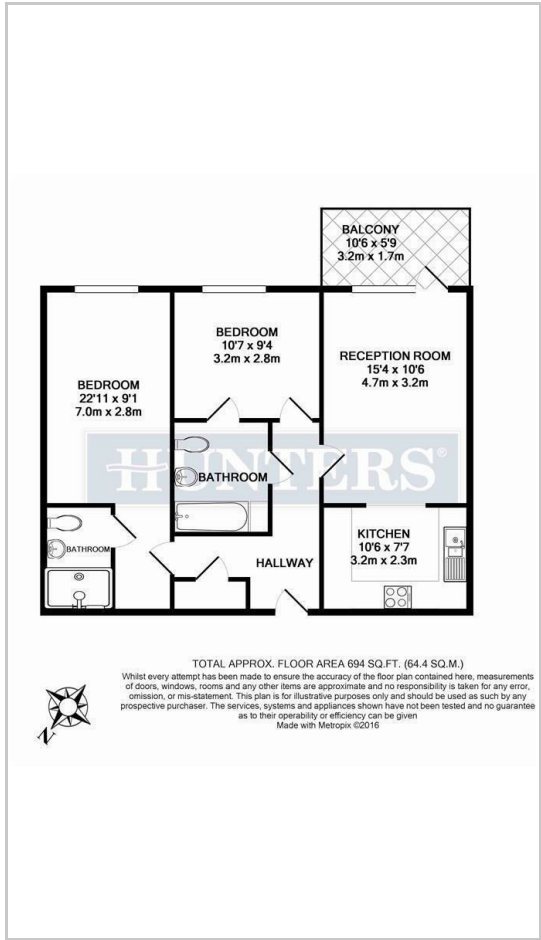 BALCONY
10'6 x 5'9
3.2m x 1.7m
BEDROOM
10'7 x 9'4
3.2m x 2.8m
RECEPTION ROOM
15'4 x 10'6
4.7m x 3.2m
BEDROOM
22'11 x 9'1
7.0m x 2.8m
HUNTERS®
BATHROOM
KITCHEN
10'6 x 7'7
3.2m x 2.3m
BATHROOM
HALLWAY
TOTAL APPROX. FLOOR AREA 694 SQ.FT. (64.4 SQ.M.)
Whilst every attempt has been made to ensure the accuracy of the floor plan contained here, measurements
of doors, windows, rooms and any other items are approximate and no responsibility is taken for any error,
omission, or mis-statement. This plan is for illustrative purposes only and should be used as such by any
prospective purchaser. The services, systems and appliances shown have not been tested and no guarantee
as to their operability or efficiency can be given
Made with Metropix ©2016
N